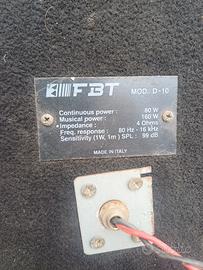 FBT MOD. D-10
Continuous power : 80 W
Musical power : 160 W
• Impedance : 4 Ohms
Freq. response : 80 Hz - 16 kHz
Sensitivity (1W, 1m) SPL : 99 dB
MADE IN ITALY